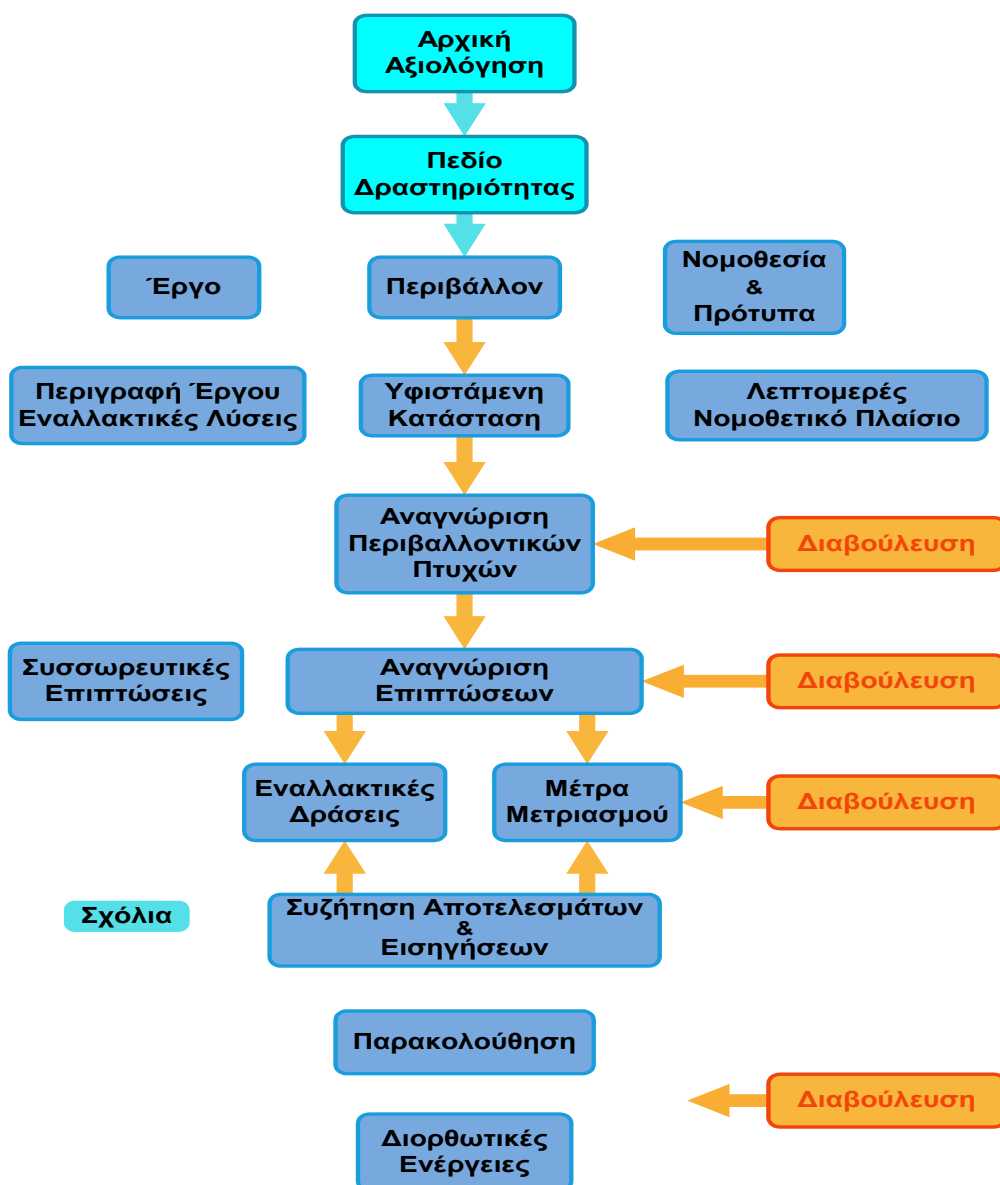 Αρχική
Αξιολόγηση
Πεδίο
Δραστηριότητας
Έργο
Περιβάλλον
Νομοθεσία
&
Πρότυπα
Περιγραφή Έργου
Εναλλακτικές Λύσεις
Υφιστάμενη
Κατάσταση
Λεπτομερές
Νομοθετικό Πλαίσιο
Αναγνώριση
Περιβαλλοντικών
Πτυχών
Διαβούλευση
Συσσωρευτικές
Επιπτώσεις
Αναγνώριση
Επιπτώσεων
Διαβούλευση
Εναλλακτικές
Δράσεις
Μέτρα
Μετριασμού
Διαβούλευση
Σχόλια
Συζήτηση Αποτελεσμάτων
&
Εισηγήσεων
Παρακολούθηση
Διαβούλευση
Διορθωτικές
Ενέργειες